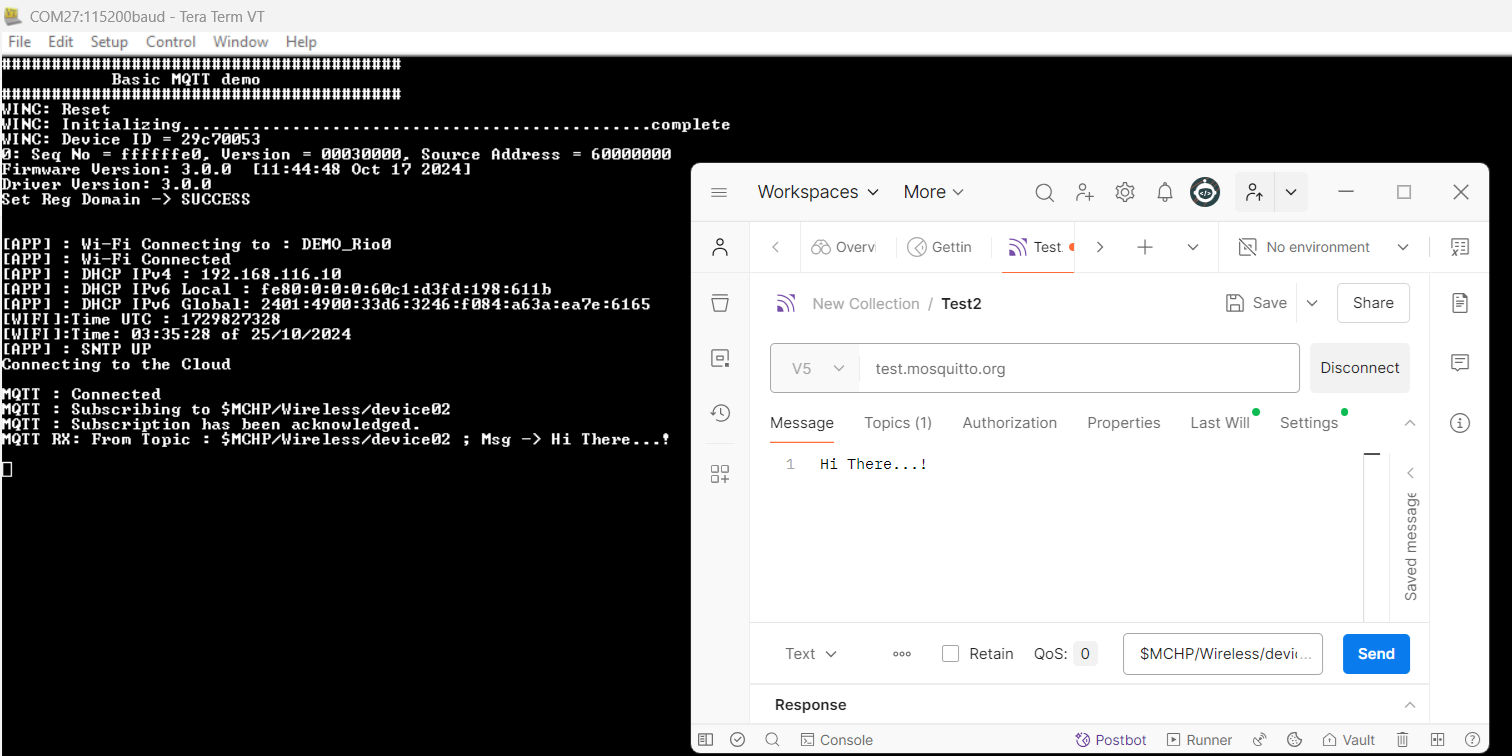 COM27:115200baud - Tera Term VT
File Edit Setup Control Window Help
########################################
Basic MQTT demo
########################################
WINC: Reset
WINC: Initializing...............................................complete
WINC: Device ID = 29c70053
0: Seq No = ffffffe0, Version = 00030000, Source Address = 60000000
Firmware Version: 3.0.0 [11:44:48 Oct 17 2024]
Driver Version: 3.0.0
Set Reg Domain -> SUCCESS
[APP] : Wi-Fi Connecting to : DEMO_Rio0
[APP] : Wi-Fi Connected
[APP] : DHCP IPv4 : 192.168.116.10
[APP] : DHCP IPv6 Local : fe80:0:0:0:60c1:d3fd:198:611b
[APP] : DHCP IPv6 Global: 2401:4900:33d6:3246:f084:a63a:ea7e:6165
[WIFI]:Time UTC : 1729827328
[WIFI]:Time: 03:35:28 of 25/10/2024
[APP] : SNTP UP
Connecting to the Cloud
MQTT : Connected
MQTT : Subscribing to $MCHP/Wireless/device02
MQTT : Subscription has been acknowledged.
MQTT RX: From Topic : $MCHP/Wireless/device02 ; Msg -> Hi There...!
Workspaces More
Overv Gettin Test. No environment
New Collection / Test2 Save Share
V5 test.mosquitto.org Disconnect
Message Topics (1) Authorization Properties Last Will Settings
1 Hi There...!
Saved message
Text Retain QoS: 0 $MCHP/Wireless/devic... Send
Response
Console Postbot Runner Vault